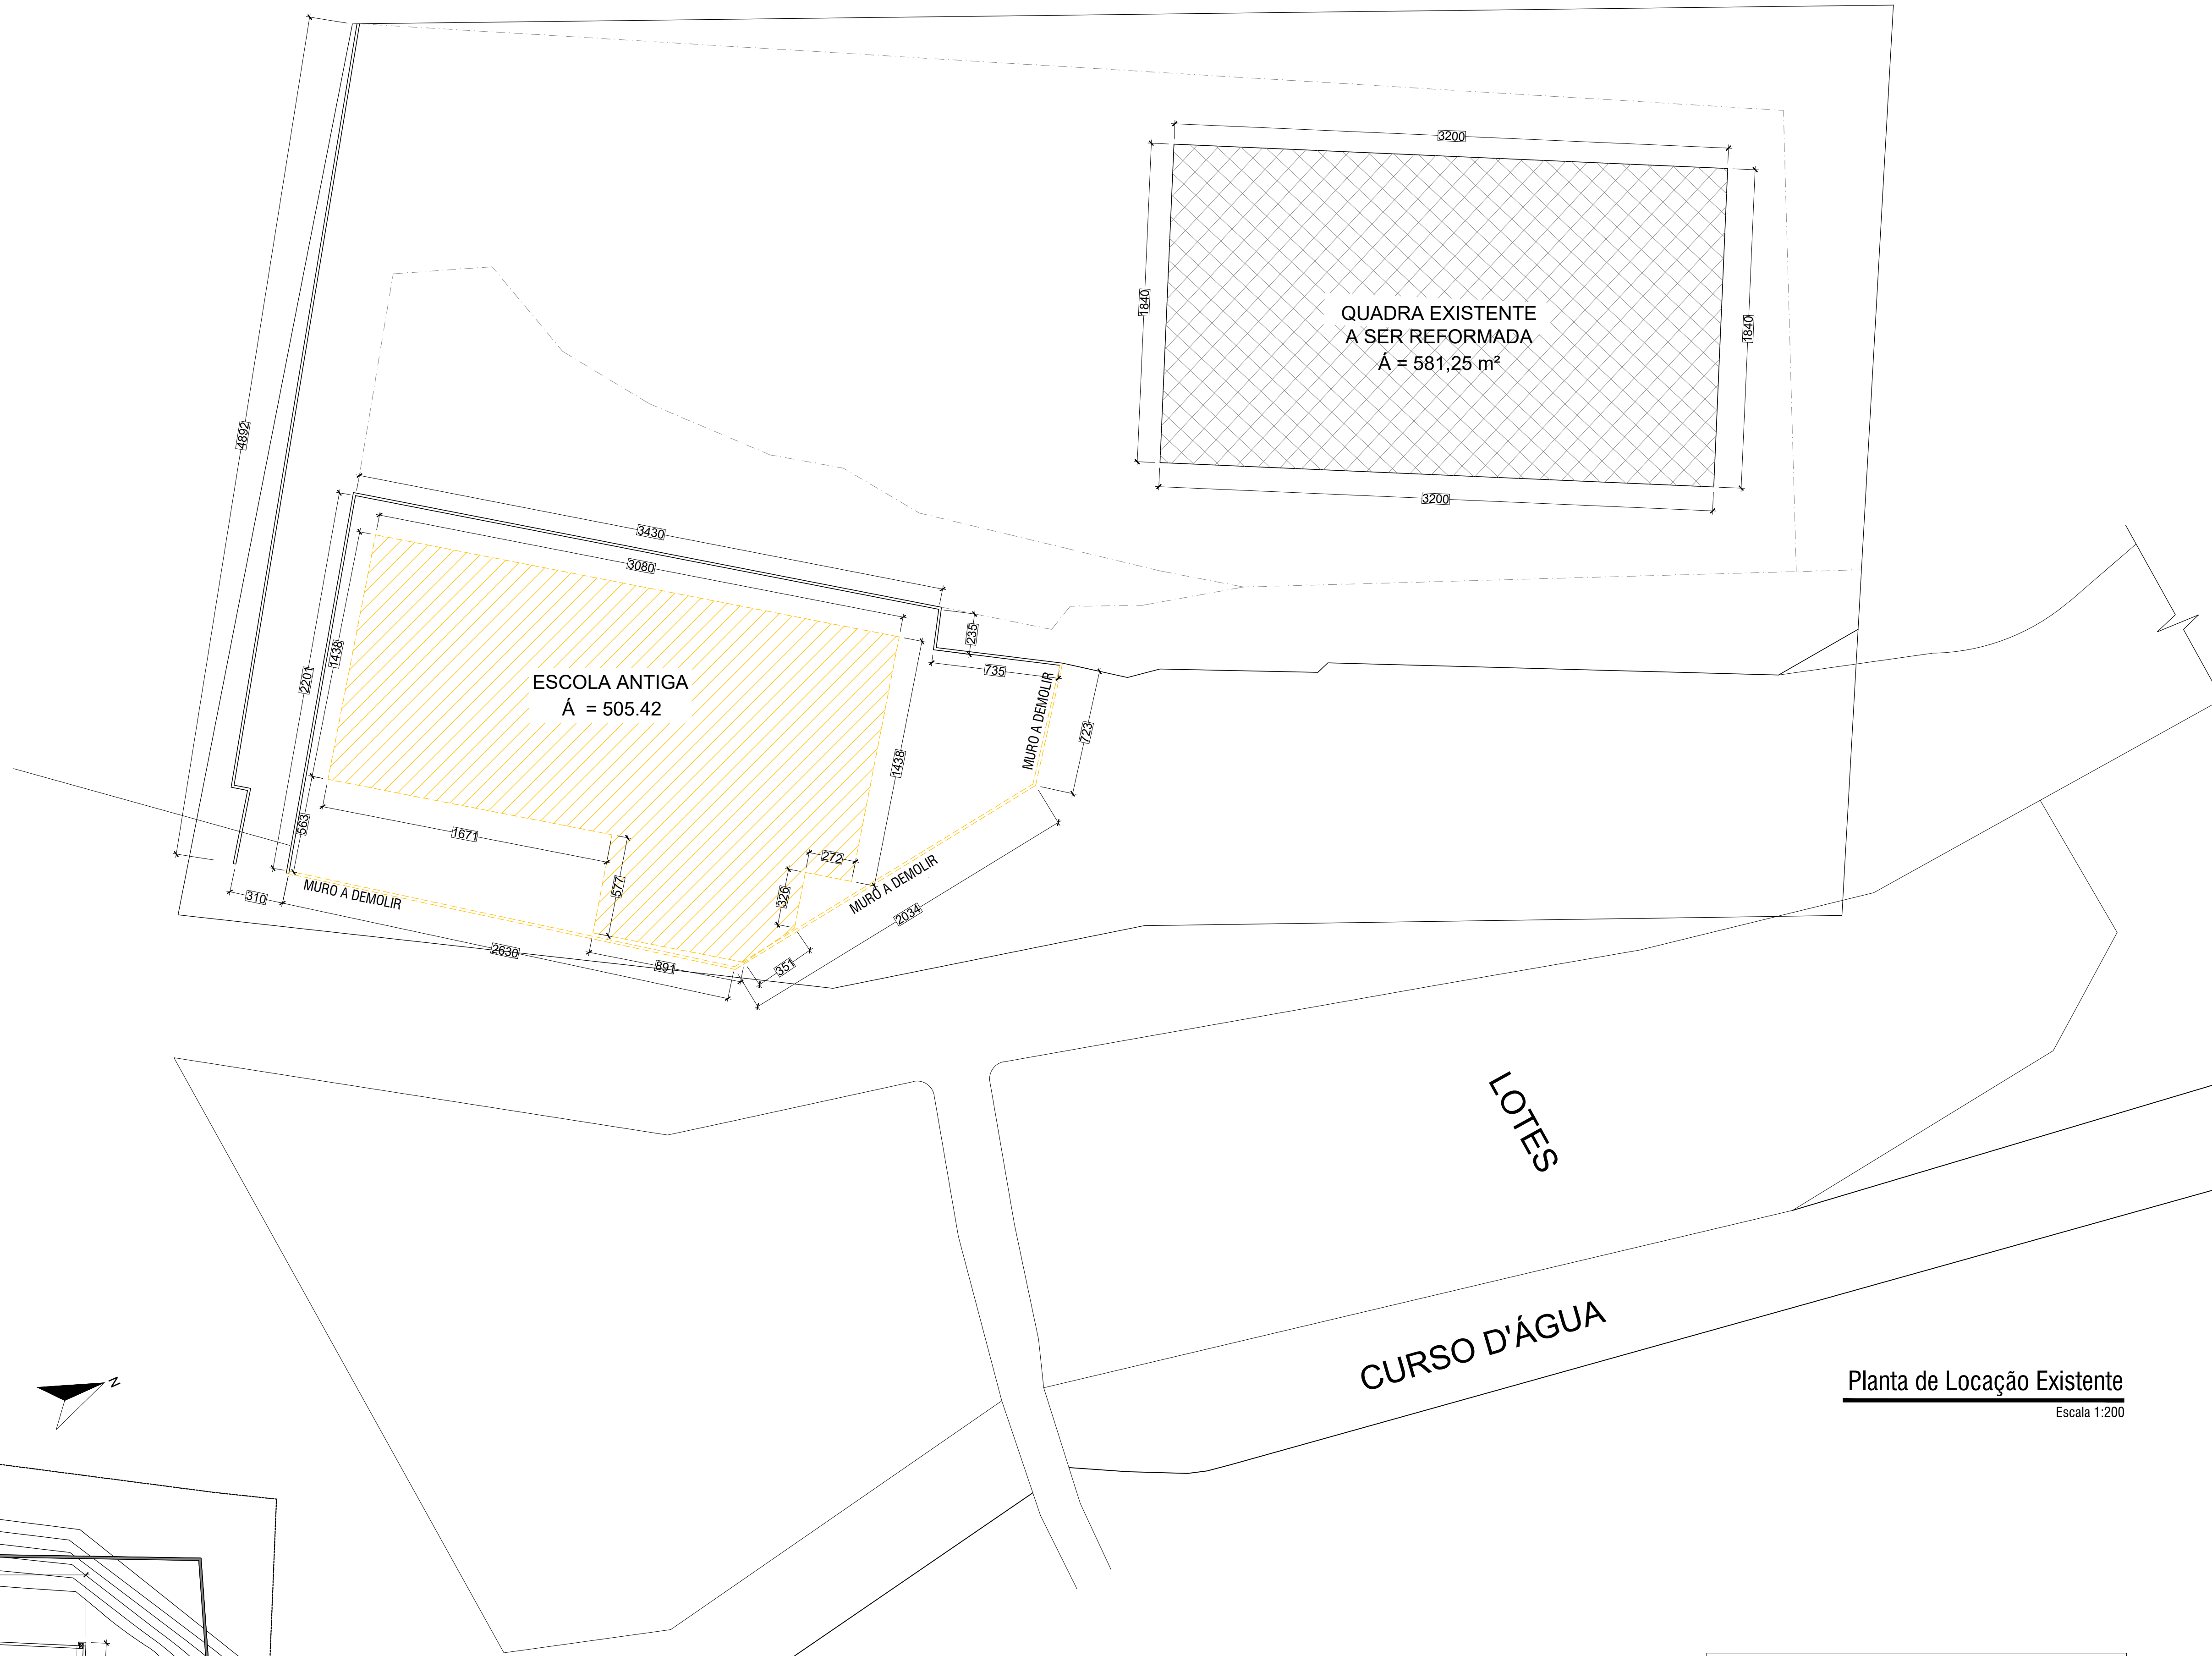 3200
1840
1840
QUADRA EXISTENTE
A SER REFORMADA
Á = 581,25 m²
3200
4892
3430
3080
1438
2201
235
735
ESCOLA ANTIGA
Á = 505.42
MURO A DEMOLIR
723
1438
563
1671
272
577
326
MURO A DEMOLIR
MURO A DEMOLIR
310
2034
2630
891
351
LOTES
CURSO D'ÁGUA
N
Planta de Locação Existente
Escala 1:200